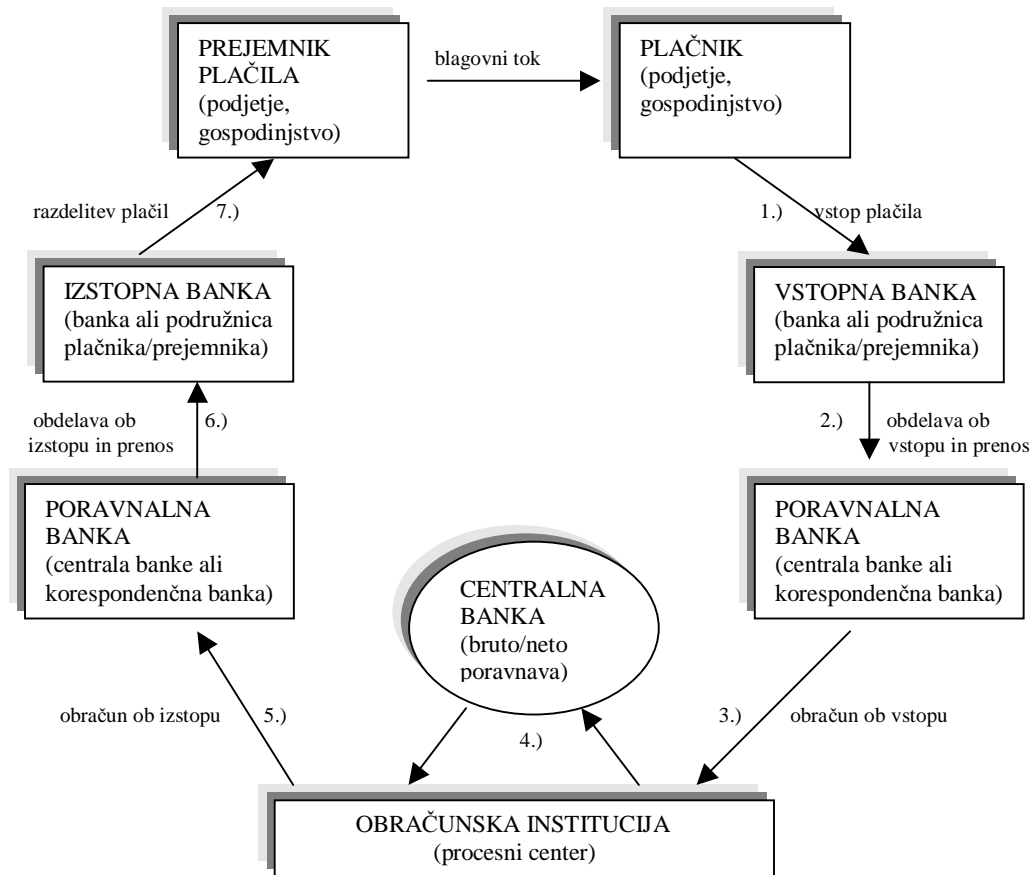 PREJEMNIK
PLAČILA
(podjetje,
gospodinjstvo)
blagovni tok
PLAČNIK
(podjetje,
gospodinjstvo)
razdelitev plačil
7.)
1.)
vstop plačila
IZSTOPNA BANKA
(banka ali podružnica
plačnika/prejemnika)
VSTOPNA BANKA
(banka ali podružnica
plačnika/prejemnika)
obdelava ob
izstopu in prenos
6.)
2.)
obdelava ob
vstopu in prenos
PORAVNALNA
BANKA
(centrala banke ali
korespondenčna banka)
CENTRALNA
BANKA
(bruto/neto
poravnava)
PORAVNALNA
BANKA
(centrala banke ali
korespondenčna banka)
obračun ob izstopu
5.)
4.)
3.)
obračun ob vstopu
OBRAČUNSKA INSTITUCIJA
(procesni center)